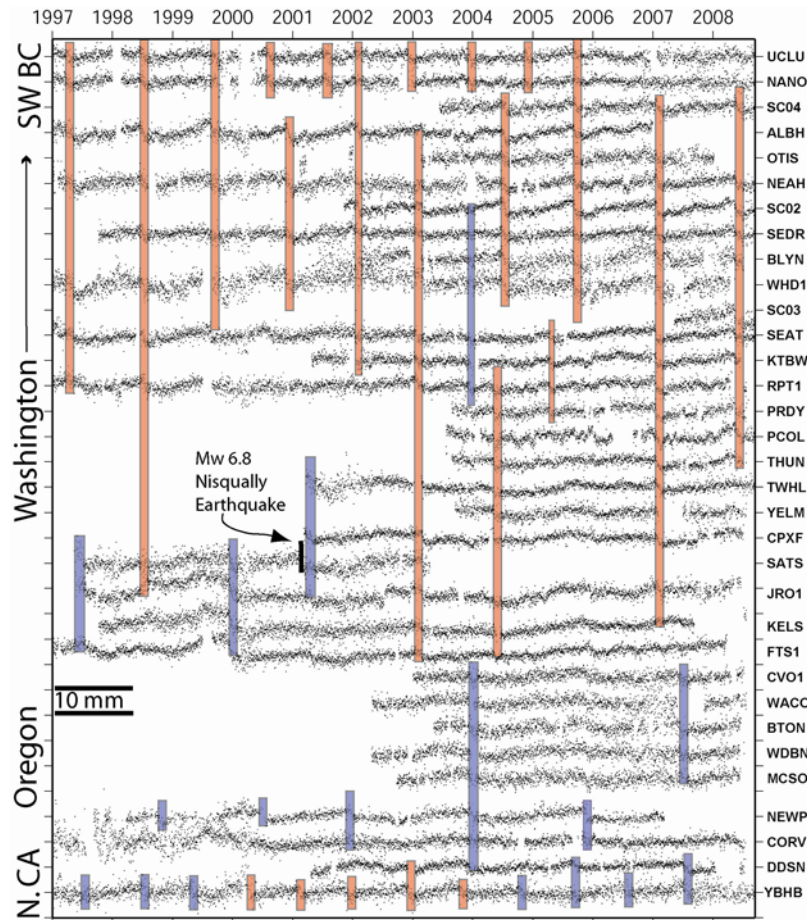 1997 1998 1999 2000 2001 2002 2003 2004 2005 2006 2007 2008
SW BC
Washington
Oregon
N. CA
UCLU
NANO
SC04
ALBH
OTIS
NEAH
SC02
SEDR
BLYN
WHD1
SC03
SEAT
KTBW
RPT1
PRDY
PCOL
THUN
TWHL
YELM
CPXF
SATS
JRO1
KELS
FTS1
CVO1
WACO
BTON
WDBN
MCSO
NEWP
CORV
DDSN
YBHB
Mw 6.8
Nisqually
Earthquake
10 mm